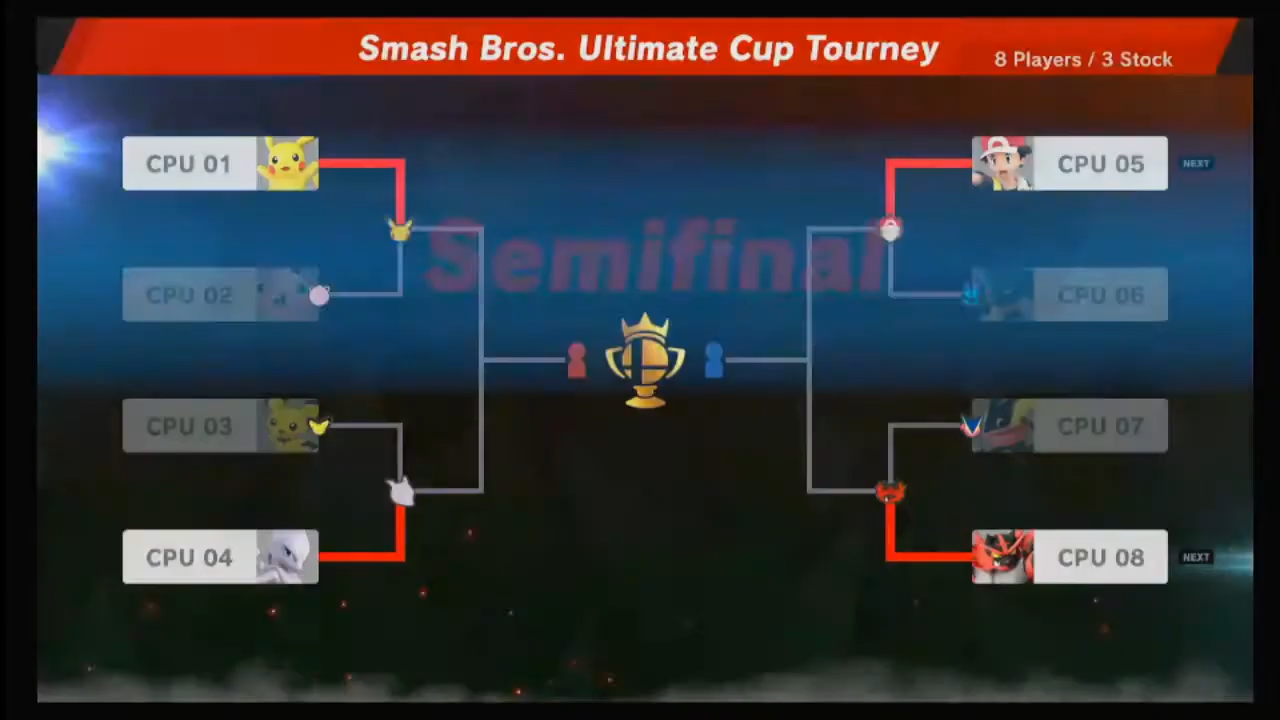 Smash Bros. Ultimate Cup Tourney
8 Players / 3 Stock
CPU 01
CPU 05
NEXT
Semifinal
CPU 02
CPU 06
CPU 03
CPU 07
CPU 04
CPU 08
NEXT